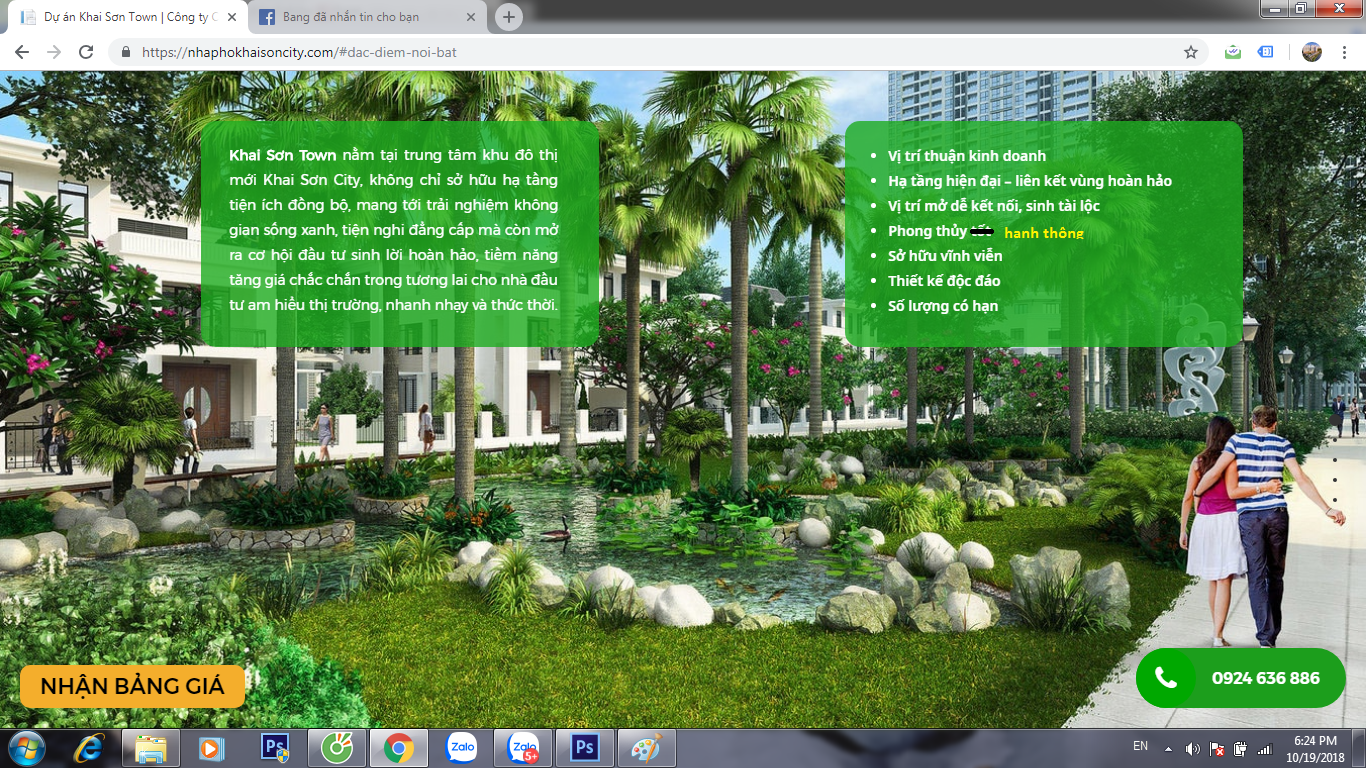 Dự án Khai Sơn Town | Công ty C
Bang đã nhắn tin cho bạn
https://nhaphokhaisoncity.com/#dac-diem-noi-bat
Khai Sơn Town nằm tại trung tâm khu đô thị
mới Khai Sơn City, không chỉ sở hữu hạ tầng
tiện ích đồng bộ, mang tới trải nghiệm không
gian sống xanh, tiện nghi đẳng cấp mà còn mở
ra cơ hội đầu tư sinh lời hoàn hảo, tiềm năng
tăng giá chắc chắn trong tương lai cho nhà đầu
tư am hiểu thị trường, nhanh nhạy và thức thời.
Vị trí thuận kinh doanh
Hạ tầng hiện đại – liên kết vùng hoàn hảo
Vị trí mở dễ kết nối, sinh tài lộc
Phong thủy hanh thông
Sở hữu vĩnh viễn
Thiết kế độc đáo
Số lượng có hạn
NHẬN BẢNG GIÁ
0924 636 886
Ps
Zalo
Zalo
5+
Ps
EN
6:24 PM
10/19/2018